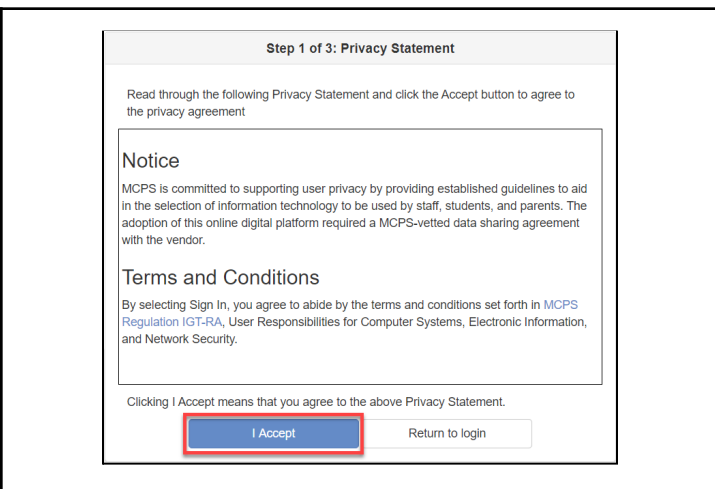 Step 1 of 3: Privacy Statement
Read through the following Privacy Statement and click the Accept button to agree to
the privacy agreement
Notice
MCPS is committed to supporting user privacy by providing established guidelines to aid
in the selection of information technology to be used by staff, students, and parents. The
adoption of this online digital platform required a MCPS-vetted data sharing agreement
with the vendor.
Terms and Conditions
By selecting Sign In, you agree to abide by the terms and conditions set forth in MCPS
Regulation IGT-RA, User Responsibilities for Computer Systems, Electronic Information,
and Network Security.
Clicking I Accept means that you agree to the above Privacy Statement.
I Accept
Return to login